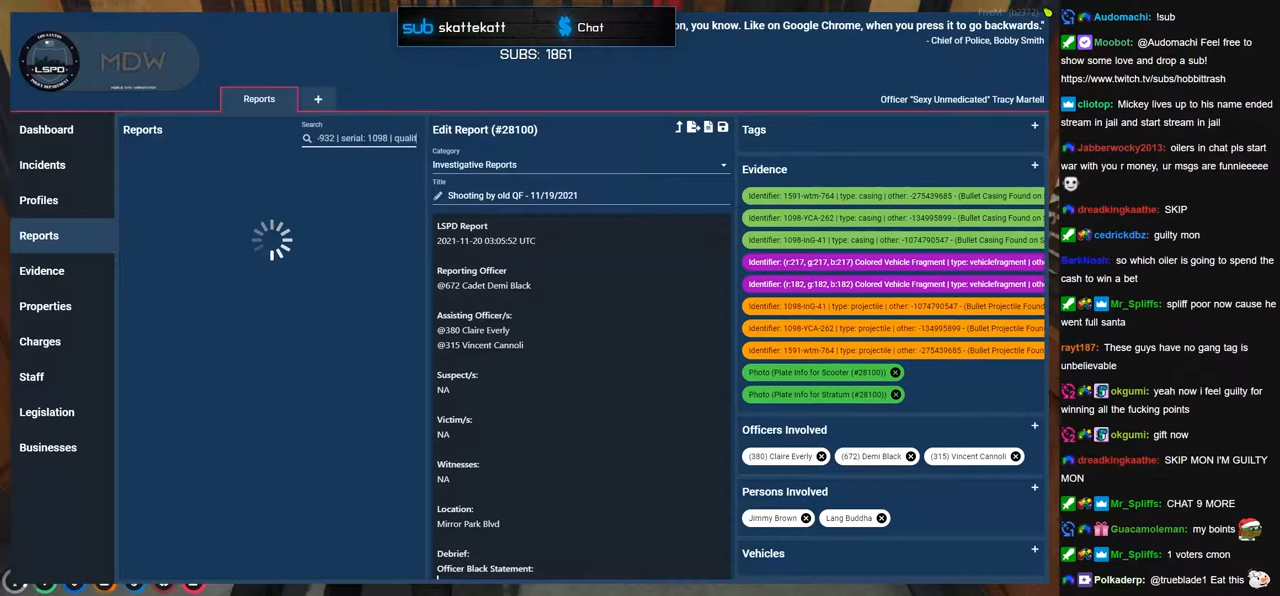 sub skattekatt Chat
on, you know. Like on Google Chrome, when you press it to go backwards."
- Chief of Police, Bobby Smith
SUBS: 1861
FiveM® (b2372)
LOS SANTOS
LSPD
MDW
Reports
+
Officer "Sexy Unmedicated" Tracy Martell
Dashboard
Incidents
Profiles
Reports
Evidence
Properties
Charges
Staff
Legislation
Businesses
Reports
Search
-932 | serial: 1098 | qualit
Edit Report (#28100)
Category
Investigative Reports
Title
Shooting by old QF - 11/19/2021
LSPD Report
2021-11-20 03:05:52 UTC
Reporting Officer
@672 Cadet Demi Black
Assisting Officer/s:
@380 Claire Everly
@315 Vincent Cannoli
Suspect/s:
NA
Victim/s:
NA
Witnesses:
NA
Location:
Mirror Park Blvd
Debrief:
Officer Black Statement:
Tags
+
Evidence
+
Identifier: 1591-wtm-764 | type: casing | other: -275439685 - (Bullet Casing Found on
Identifier: 1098-YCA-262 | type: casing | other: -134995899 - (Bullet Casing Found on S
Identifier: 1098-ING-41 | type: casing | other: -1074790547 - (Bullet Casing Found on S
Identifier: (r:217, g:217, b:217) Colored Vehicle Fragment | type: vehiclefragment | oth
Identifier: (r:182, g:182, b:182) Colored Vehicle Fragment | type: vehiclefragment | oth
Identifier: 1098-ING-41 | type: projectile | other: -1074790547 - (Bullet Projectile Foun
Identifier: 1098-YCA-262 | type: projectile | other: -134995899 - (Bullet Projectile Foun
Identifier: 1591-wtm-764 | type: projectile | other: -275439685 - (Bullet Projectile Foun
Photo (Plate Info for Scooter (#28100))
Photo (Plate Info for Stratum (#28100))
Officers Involved
+
(380) Claire Everly (672) Demi Black (315) Vincent Cannoli
Persons Involved
+
Jimmy Brown Lang Buddha
Vehicles
+
Audomachi: !sub
Moobot: @Audomachi Feel free to
show some love and drop a sub!
https://www.twitch.tv/subs/hobbittrash
cliotop: Mickey lives up to his name ended
stream in jail and start stream in jail
Jabberwocky2013: oilers in chat pls start
war with you r money, ur msgs are funnieeeee
dreadkingkaathe: SKIP
cedrickdbz: guilty mon
BarkNoah: so which oiler is going to spend the
cash to win a bet
Mr_Spliffs: spliff poor now cause he
went full santa
rayt187: These guys have no gang tag is
unbelievable
okgumi: yeah now i feel guilty for
winning all the fucking points
okgumi: gift now
dreadkingkaathe: SKIP MON I'M GUILTY
MON
Mr_Spliffs: CHAT 9 MORE
Guacamoleman: my boints
Mr_Spliffs: 1 voters cmon
Polkaderp: @trueblade1 Eat this